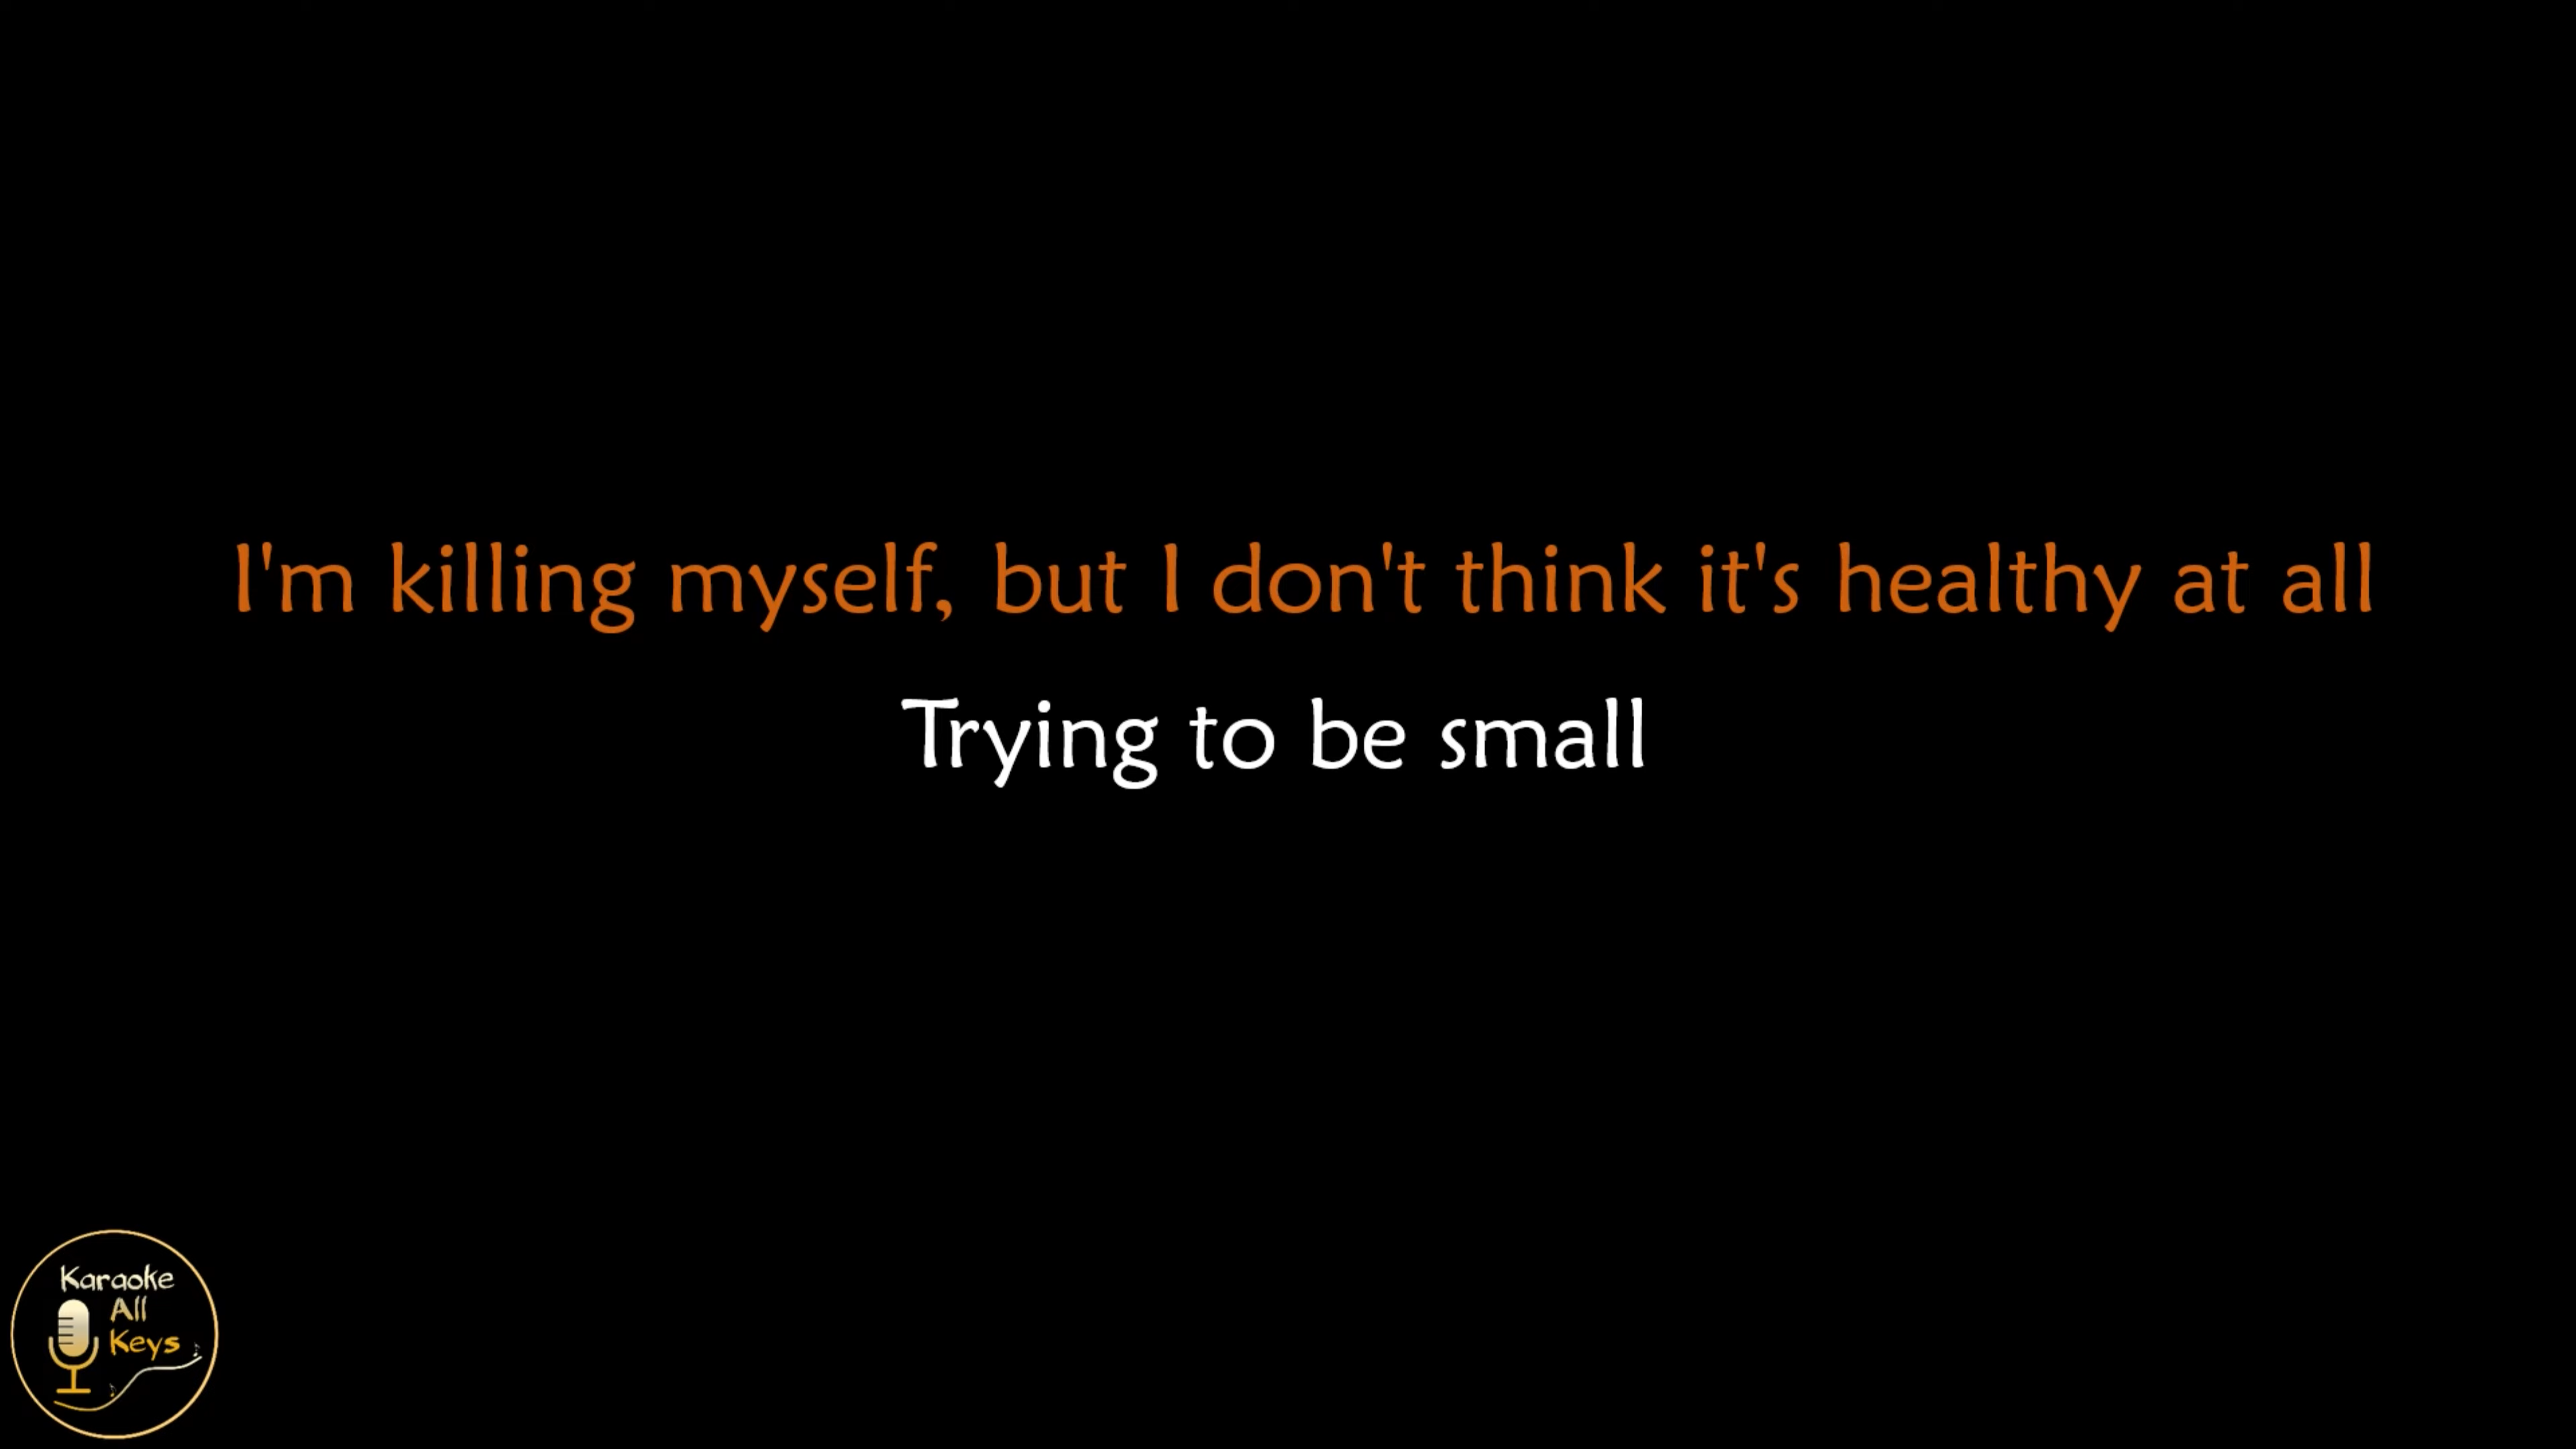 I'm killing myself, but I don't think it's healthy at all
Trying to be small
Karaoke
All
Keys